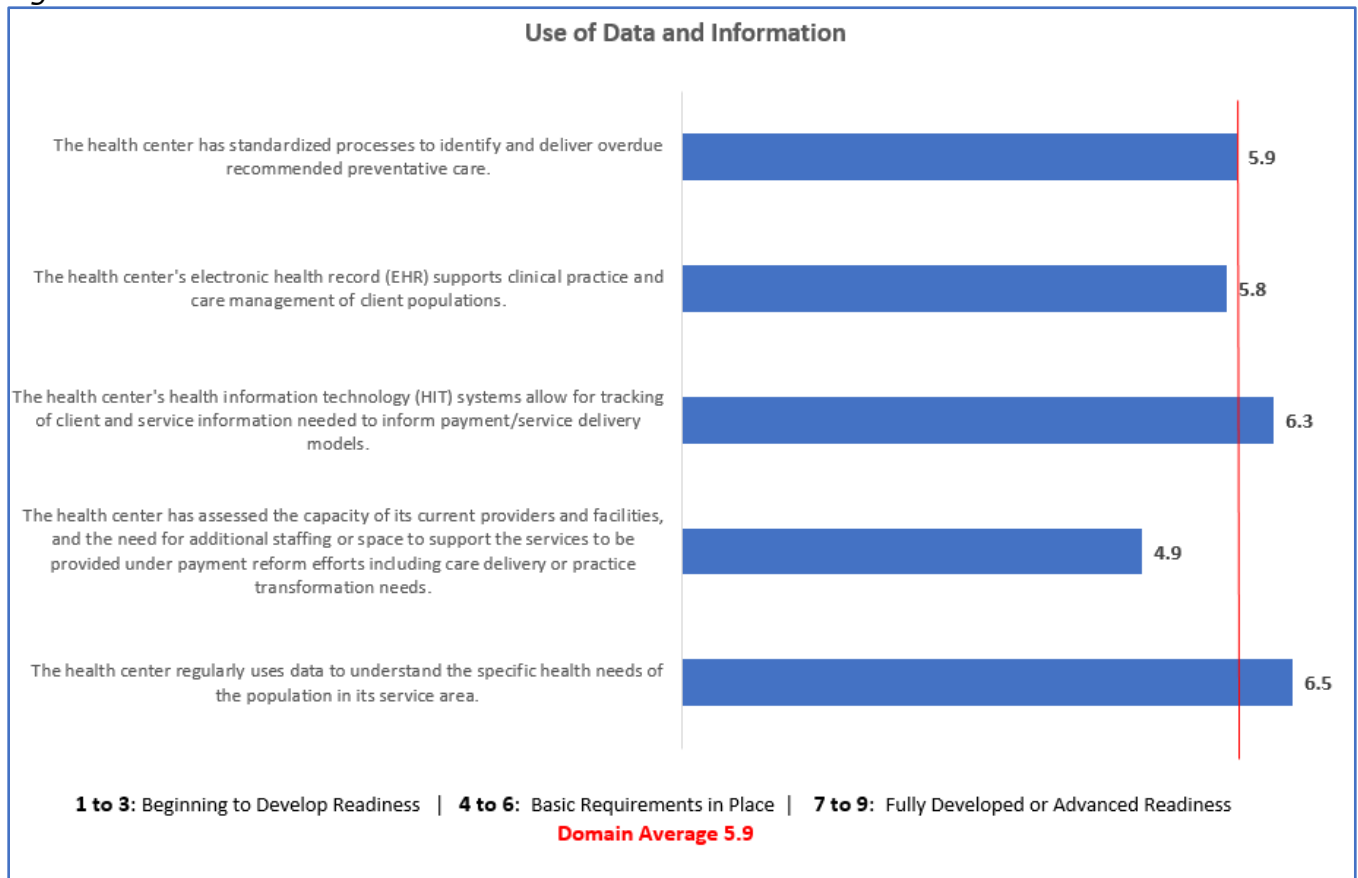 Use of Data and Information
The health center has standardized processes to identify and deliver overdue
recommended preventative care.
5.9
The health center's electronic health record (EHR) supports clinical practice and
care management of client populations.
5.8
The health center's health information technology (HIT) systems allow for tracking
of client and service information needed to inform payment/service delivery
models.
6.3
The health center has assessed the capacity of its current providers and facilities,
and the need for additional staffing or space to support the services to be
provided under payment reform efforts including care delivery or practice
transformation needs.
4.9
The health center regularly uses data to understand the specific health needs of
the population in its service area.
6.5
1 to 3: Beginning to Develop Readiness | 4 to 6: Basic Requirements in Place | 7 to 9: Fully Developed or Advanced Readiness
Domain Average 5.9